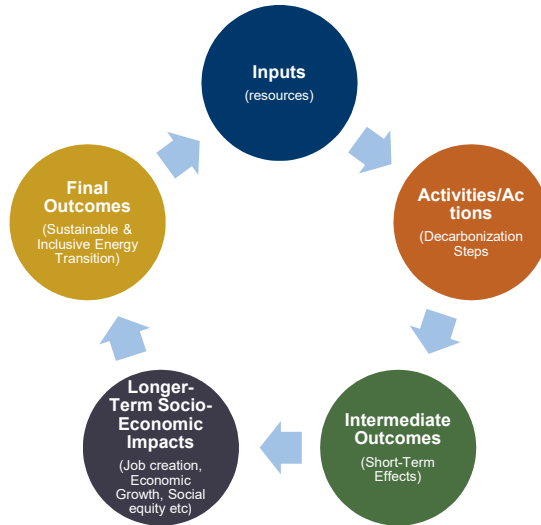 Inputs
(resources)
Activities/Ac
tions
(Decarbonization
Steps
Intermediate
Outcomes
(Short-Term
Effects)
Longer-
Term Socio-
Economic
Impacts
(Job creation,
Economic
Growth, Social
equity etc)
Final
Outcomes
(Sustainable &
Inclusive Energy
Transition)